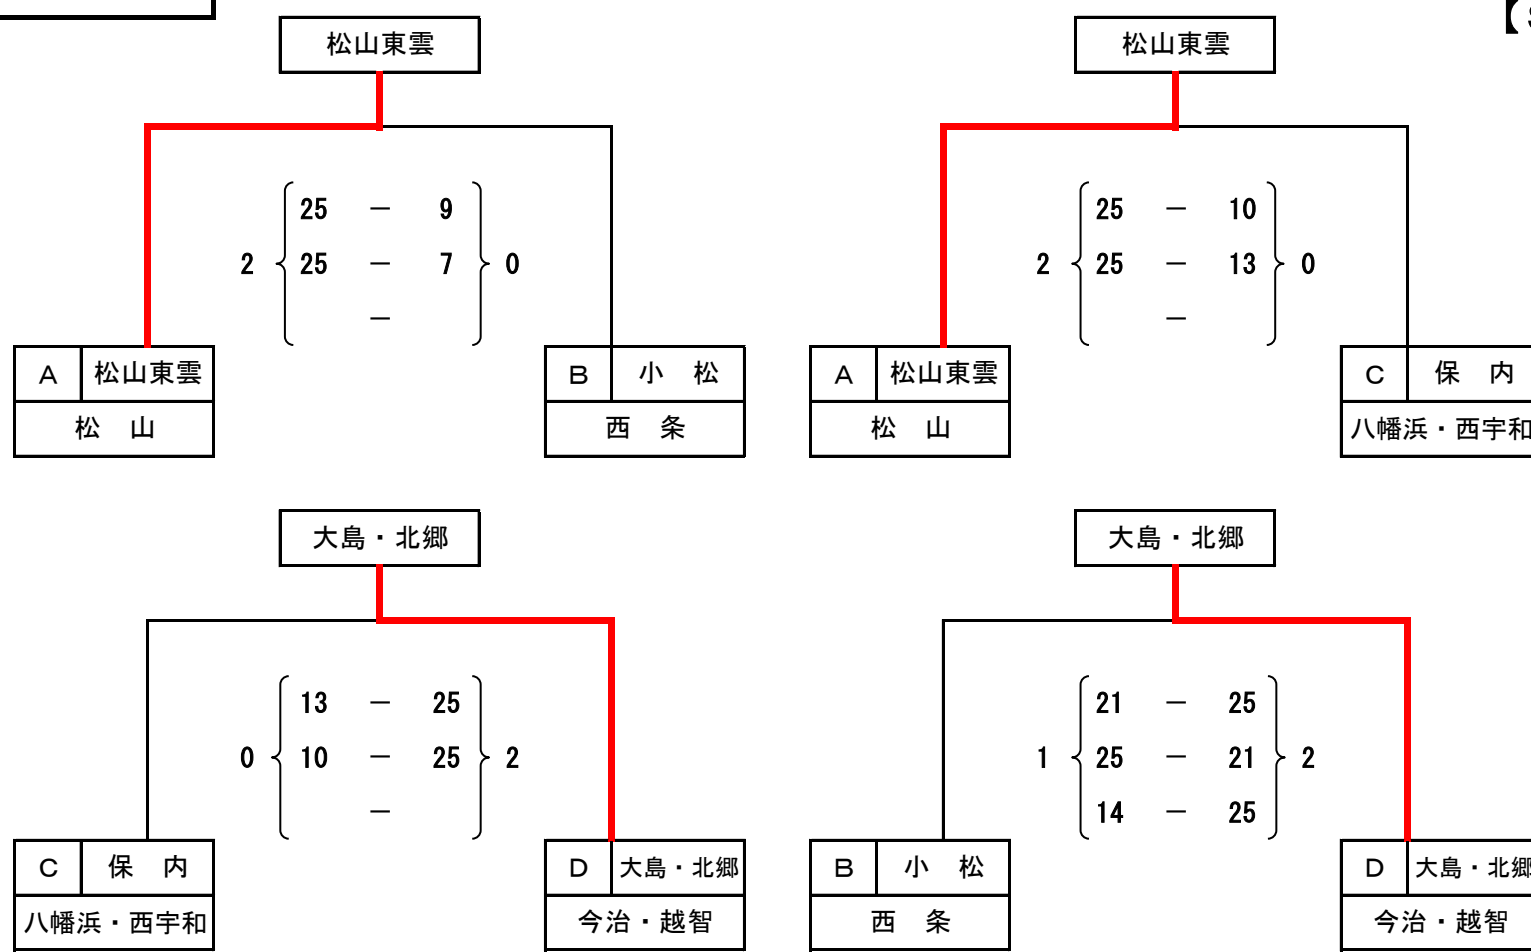 【S
松山東雲
25 － 9
2 25 － 7 0
－
A 松山東雲
松　山
B 小　松
西　条
松山東雲
25 － 10
2 25 － 13 0
－
A 松山東雲
松　山
C 保　内
八幡浜・西宇和
大島・北郷
13 － 25
0 10 － 25 2
－
C 保　内
八幡浜・西宇和
D 大島・北郷
今治・越智
大島・北郷
21 － 25
1 25 － 21 2
14 － 25
B 小　松
西　条
D 大島・北郷
今治・越智